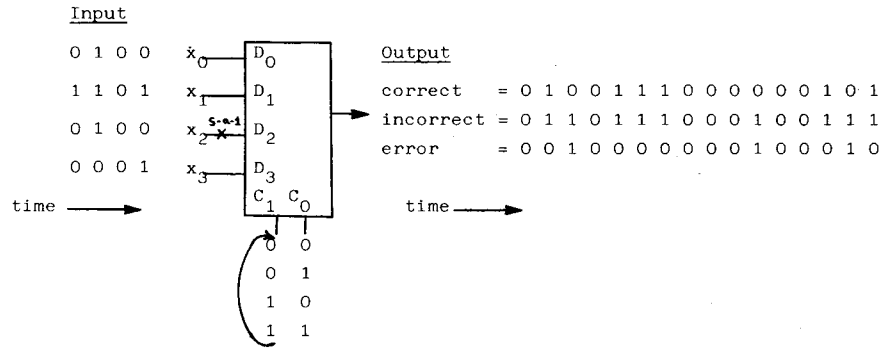 Input
0 1 0 0 x0 D0
Output
1 1 0 1 x1 D1
correct = 0 1 0 0 1 1 1 0 0 0 0 0 0 1 0 1
s-a-1
0 1 0 0 x2 D2
incorrect = 0 1 1 0 1 1 1 0 0 0 1 0 0 1 1 1
error = 0 0 1 0 0 0 0 0 0 0 1 0 0 0 1 0
0 0 0 1 x3 D3
C1 C0
time
time
0 0
0 1
1 0
1 1